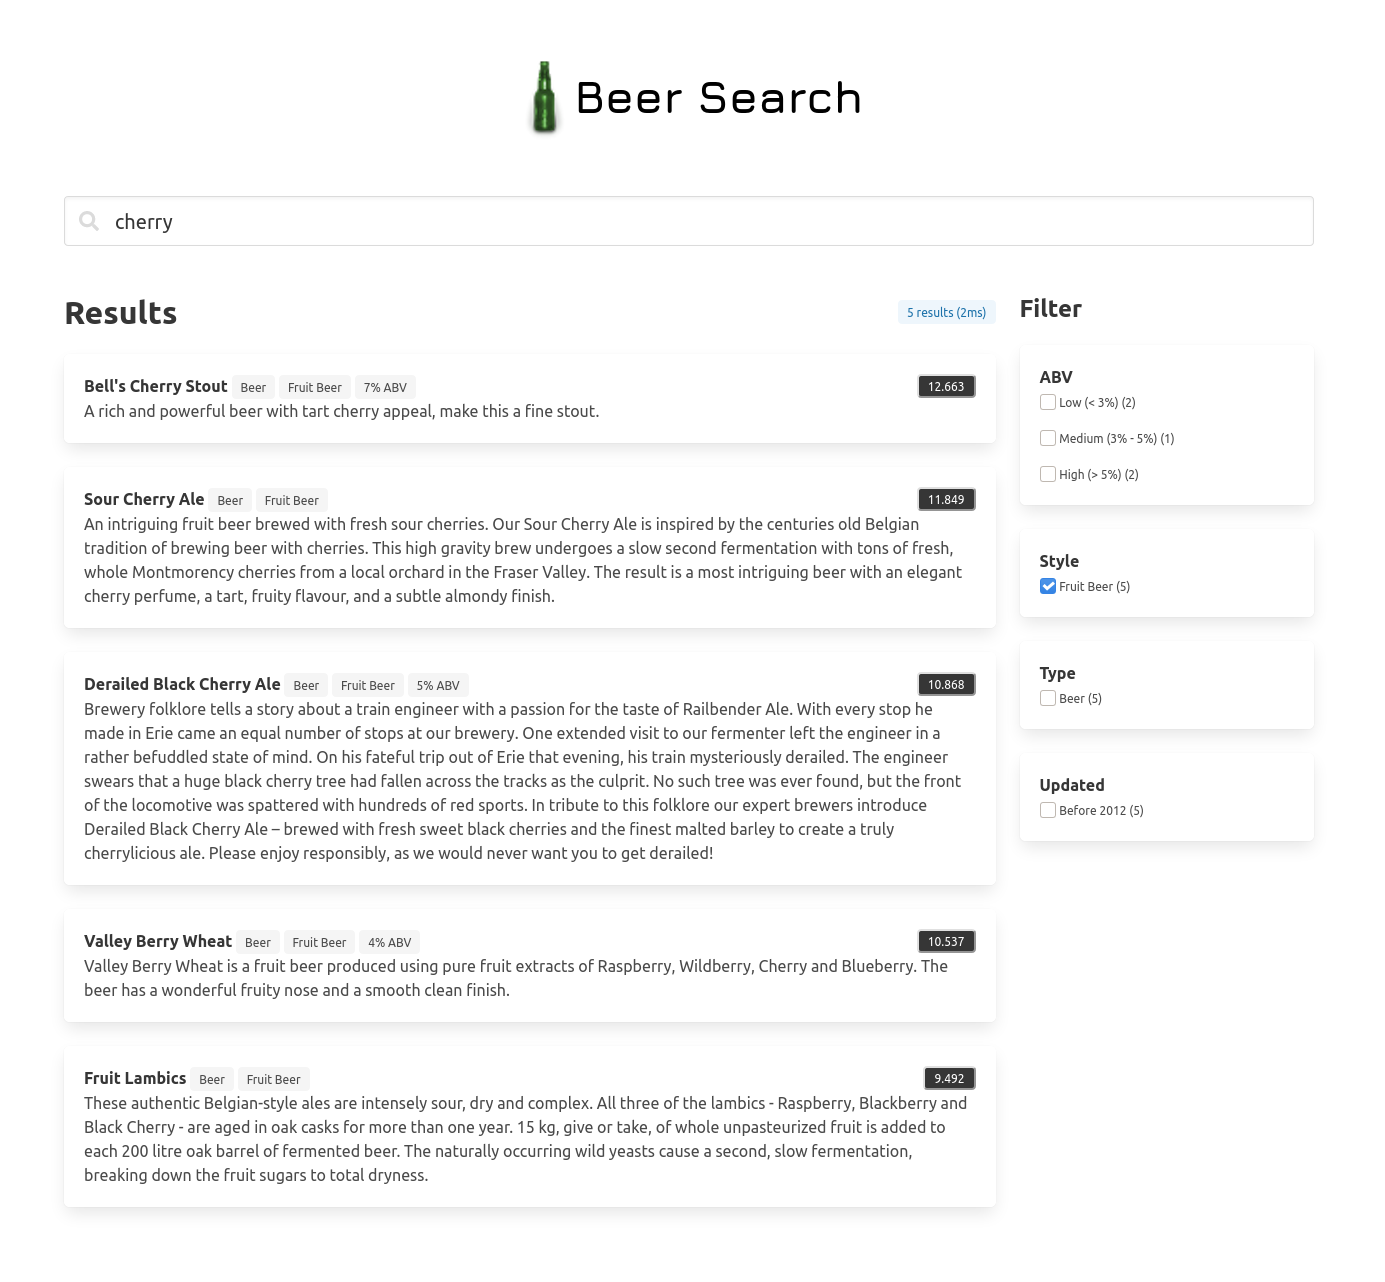 Beer Search
cherry
Results
5 results (2ms)
Bell's Cherry Stout Beer Fruit Beer 7% ABV 12.663
A rich and powerful beer with tart cherry appeal, make this a fine stout.
Sour Cherry Ale Beer Fruit Beer 11.849
An intriguing fruit beer brewed with fresh sour cherries. Our Sour Cherry Ale is inspired by the centuries old Belgian
tradition of brewing beer with cherries. This high gravity brew undergoes a slow second fermentation with tons of fresh,
whole Montmorency cherries from a local orchard in the Fraser Valley. The result is a most intriguing beer with an elegant
cherry perfume, a tart, fruity flavour, and a subtle almondy finish.
Derailed Black Cherry Ale Beer Fruit Beer 5% ABV 10.868
Brewery folklore tells a story about a train engineer with a passion for the taste of Railbender Ale. With every stop he
made in Erie came an equal number of stops at our brewery. One extended visit to our fermenter left the engineer in a
rather befuddled state of mind. On his fateful trip out of Erie that evening, his train mysteriously derailed. The engineer
swears that a huge black cherry tree had fallen across the tracks as the culprit. No such tree was ever found, but the front
of the locomotive was spattered with hundreds of red sports. In tribute to this folklore our expert brewers introduce
Derailed Black Cherry Ale – brewed with fresh sweet black cherries and the finest malted barley to create a truly
cherrylicious ale. Please enjoy responsibly, as we would never want you to get derailed!
Valley Berry Wheat Beer Fruit Beer 4% ABV 10.537
Valley Berry Wheat is a fruit beer produced using pure fruit extracts of Raspberry, Wildberry, Cherry and Blueberry. The
beer has a wonderful fruity nose and a smooth clean finish.
Fruit Lambics Beer Fruit Beer 9.492
These authentic Belgian-style ales are intensely sour, dry and complex. All three of the lambics - Raspberry, Blackberry and
Black Cherry - are aged in oak casks for more than one year. 15 kg, give or take, of whole unpasteurized fruit is added to
each 200 litre oak barrel of fermented beer. The naturally occurring wild yeasts cause a second, slow fermentation,
breaking down the fruit sugars to total dryness.
Filter
ABV
Low (< 3%) (2)
Medium (3% - 5%) (1)
High (> 5%) (2)
Style
Fruit Beer (5)
Type
Beer (5)
Updated
Before 2012 (5)